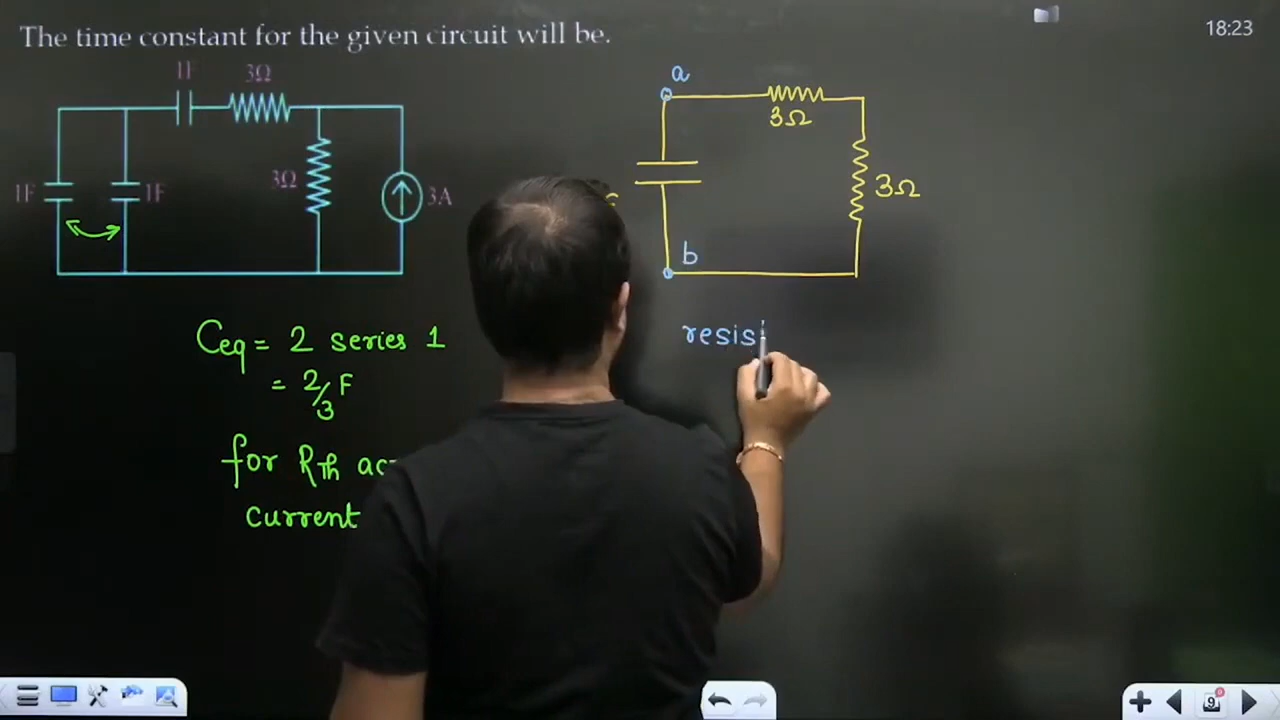 The time constant for the given circuit will be.
18:23
1F
3Ω
1F
1F
3Ω
3A
a
3Ω
3Ω
b
Ceq = 2 series 1
= 2/3 F
for RTh
current
resis
9